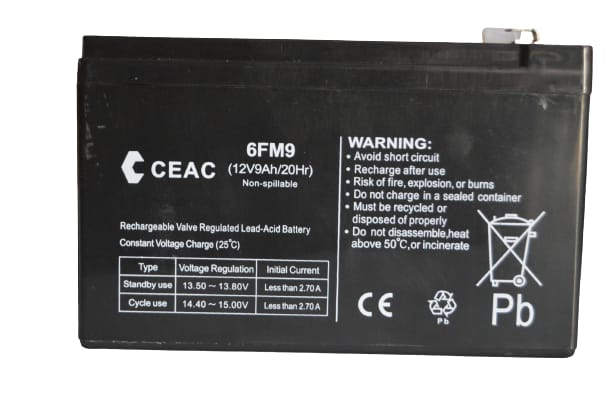 CEAC
6FM9
(12V9Ah/20Hr)
Non-spillable
Rechargeable Valve Regulated Lead-Acid Battery
Constant Voltage Charge (25°C)
Type Voltage Regulation Initial Current
Standby use 13.50 ~ 13.80V Less than 2.70 A
Cycle use 14.40 ~ 15.00V Less than 2.70 A
WARNING:
• Avoid short circuit
• Recharge after use
• Risk of fire, explosion, or burns
• Do not charge in a sealed container
• Must be recycled or
disposed of properly
• Do not disassemble,heat
above 50°C,or incinerate
CE
Pb
Pb